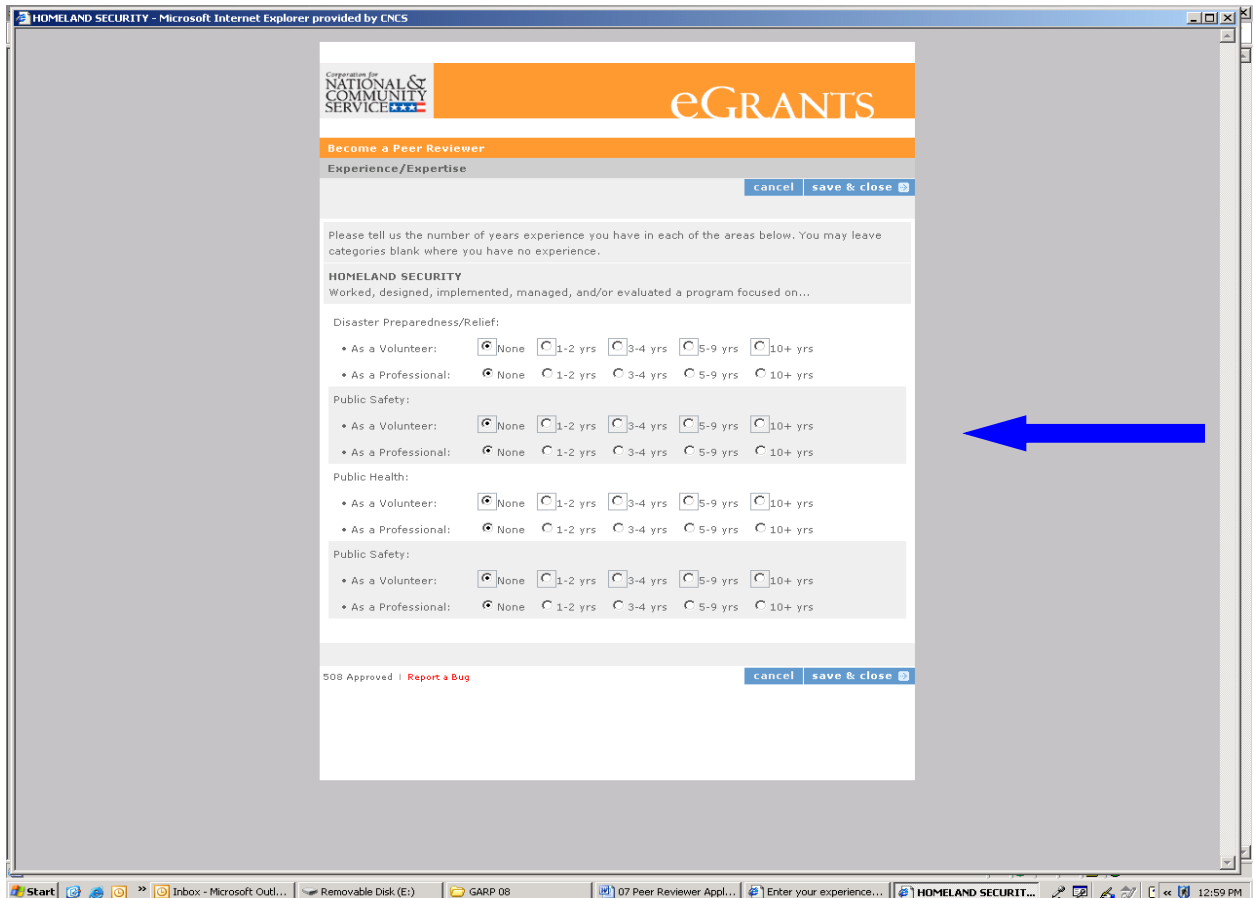 HOMELAND SECURITY - Microsoft Internet Explorer provided by CNCS
Corporation for
NATIONAL &
COMMUNITY
SERVICE
eGRANTS
Become a Peer Reviewer
Experience/Expertise
cancel save & close
Please tell us the number of years experience you have in each of the areas below. You may leave
categories blank where you have no experience.
HOMELAND SECURITY
Worked, designed, implemented, managed, and/or evaluated a program focused on...
Disaster Preparedness/Relief:
• As a Volunteer: None 1-2 yrs 3-4 yrs 5-9 yrs 10+ yrs
• As a Professional: None 1-2 yrs 3-4 yrs 5-9 yrs 10+ yrs
Public Safety:
• As a Volunteer: None 1-2 yrs 3-4 yrs 5-9 yrs 10+ yrs
• As a Professional: None 1-2 yrs 3-4 yrs 5-9 yrs 10+ yrs
Public Health:
• As a Volunteer: None 1-2 yrs 3-4 yrs 5-9 yrs 10+ yrs
• As a Professional: None 1-2 yrs 3-4 yrs 5-9 yrs 10+ yrs
Public Safety:
• As a Volunteer: None 1-2 yrs 3-4 yrs 5-9 yrs 10+ yrs
• As a Professional: None 1-2 yrs 3-4 yrs 5-9 yrs 10+ yrs
508 Approved | Report a Bug cancel save & close
Start » Inbox - Microsoft Outl... Removable Disk (E:) GARP 08 07 Peer Reviewer Appl... Enter your experience... HOMELAND SECURIT... « 12:59 PM